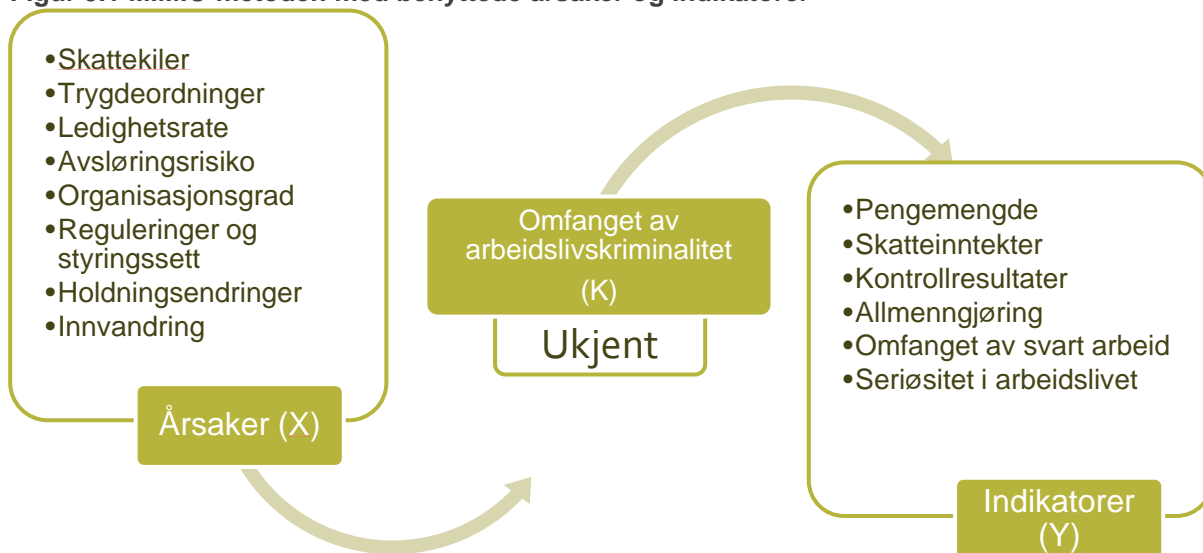 •Skattekiler
•Trygdeordninger
•Ledighetsrate
•Avsløringsrisiko
•Organisasjonsgrad
•Reguleringer og
styringssett
•Holdningsendringer
•Innvandring
Årsaker (X)
Omfanget av
arbeidslivskriminalitet
(K)
Ukjent
•Pengemengde
•Skatteinntekter
•Kontrollresultater
•Allmenngjøring
•Omfanget av svart arbeid
•Seriøsitet i arbeidslivet
Indikatorer
(Y)